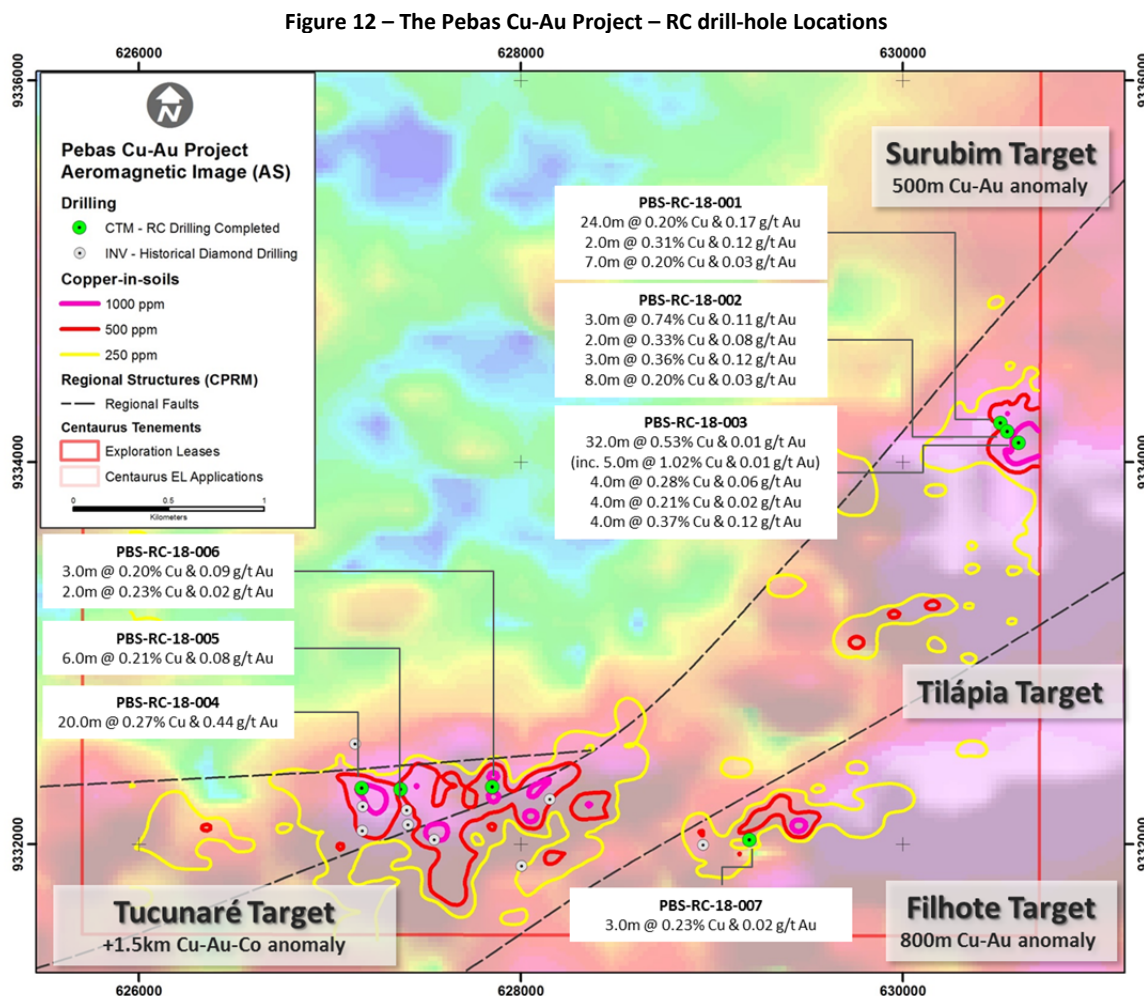 Figure 12 – The Pebas Cu-Au Project – RC drill-hole Locations
626000
628000
630000
9336000
9336000
N
Pebas Cu-Au Project
Aeromagnetic Image (AS)
Drilling
CTM - RC Drilling Completed
INV - Historical Diamond Drilling
Copper-in-soils
1000 ppm
500 ppm
250 ppm
Regional Structures (CPRM)
Regional Faults
Centaurus Tenements
Exploration Leases
Centaurus EL Applications
0
0.5
1
Kilometers
Surubim Target
500m Cu-Au anomaly
PBS-RC-18-001
24.0m @ 0.20% Cu & 0.17 g/t Au
2.0m @ 0.31% Cu & 0.12 g/t Au
7.0m @ 0.20% Cu & 0.03 g/t Au
PBS-RC-18-002
3.0m @ 0.74% Cu & 0.11 g/t Au
2.0m @ 0.33% Cu & 0.08 g/t Au
3.0m @ 0.36% Cu & 0.12 g/t Au
8.0m @ 0.20% Cu & 0.03 g/t Au
PBS-RC-18-003
32.0m @ 0.53% Cu & 0.01 g/t Au
(inc. 5.0m @ 1.02% Cu & 0.01 g/t Au)
4.0m @ 0.28% Cu & 0.06 g/t Au
4.0m @ 0.21% Cu & 0.02 g/t Au
4.0m @ 0.37% Cu & 0.12 g/t Au
9334000
9334000
PBS-RC-18-006
3.0m @ 0.20% Cu & 0.09 g/t Au
2.0m @ 0.23% Cu & 0.02 g/t Au
PBS-RC-18-005
6.0m @ 0.21% Cu & 0.08 g/t Au
PBS-RC-18-004
20.0m @ 0.27% Cu & 0.44 g/t Au
Tilápia Target
9332000
9332000
PBS-RC-18-007
3.0m @ 0.23% Cu & 0.02 g/t Au
Tucunaré Target
+1.5km Cu-Au-Co anomaly
Filhote Target
800m Cu-Au anomaly
626000
628000
630000